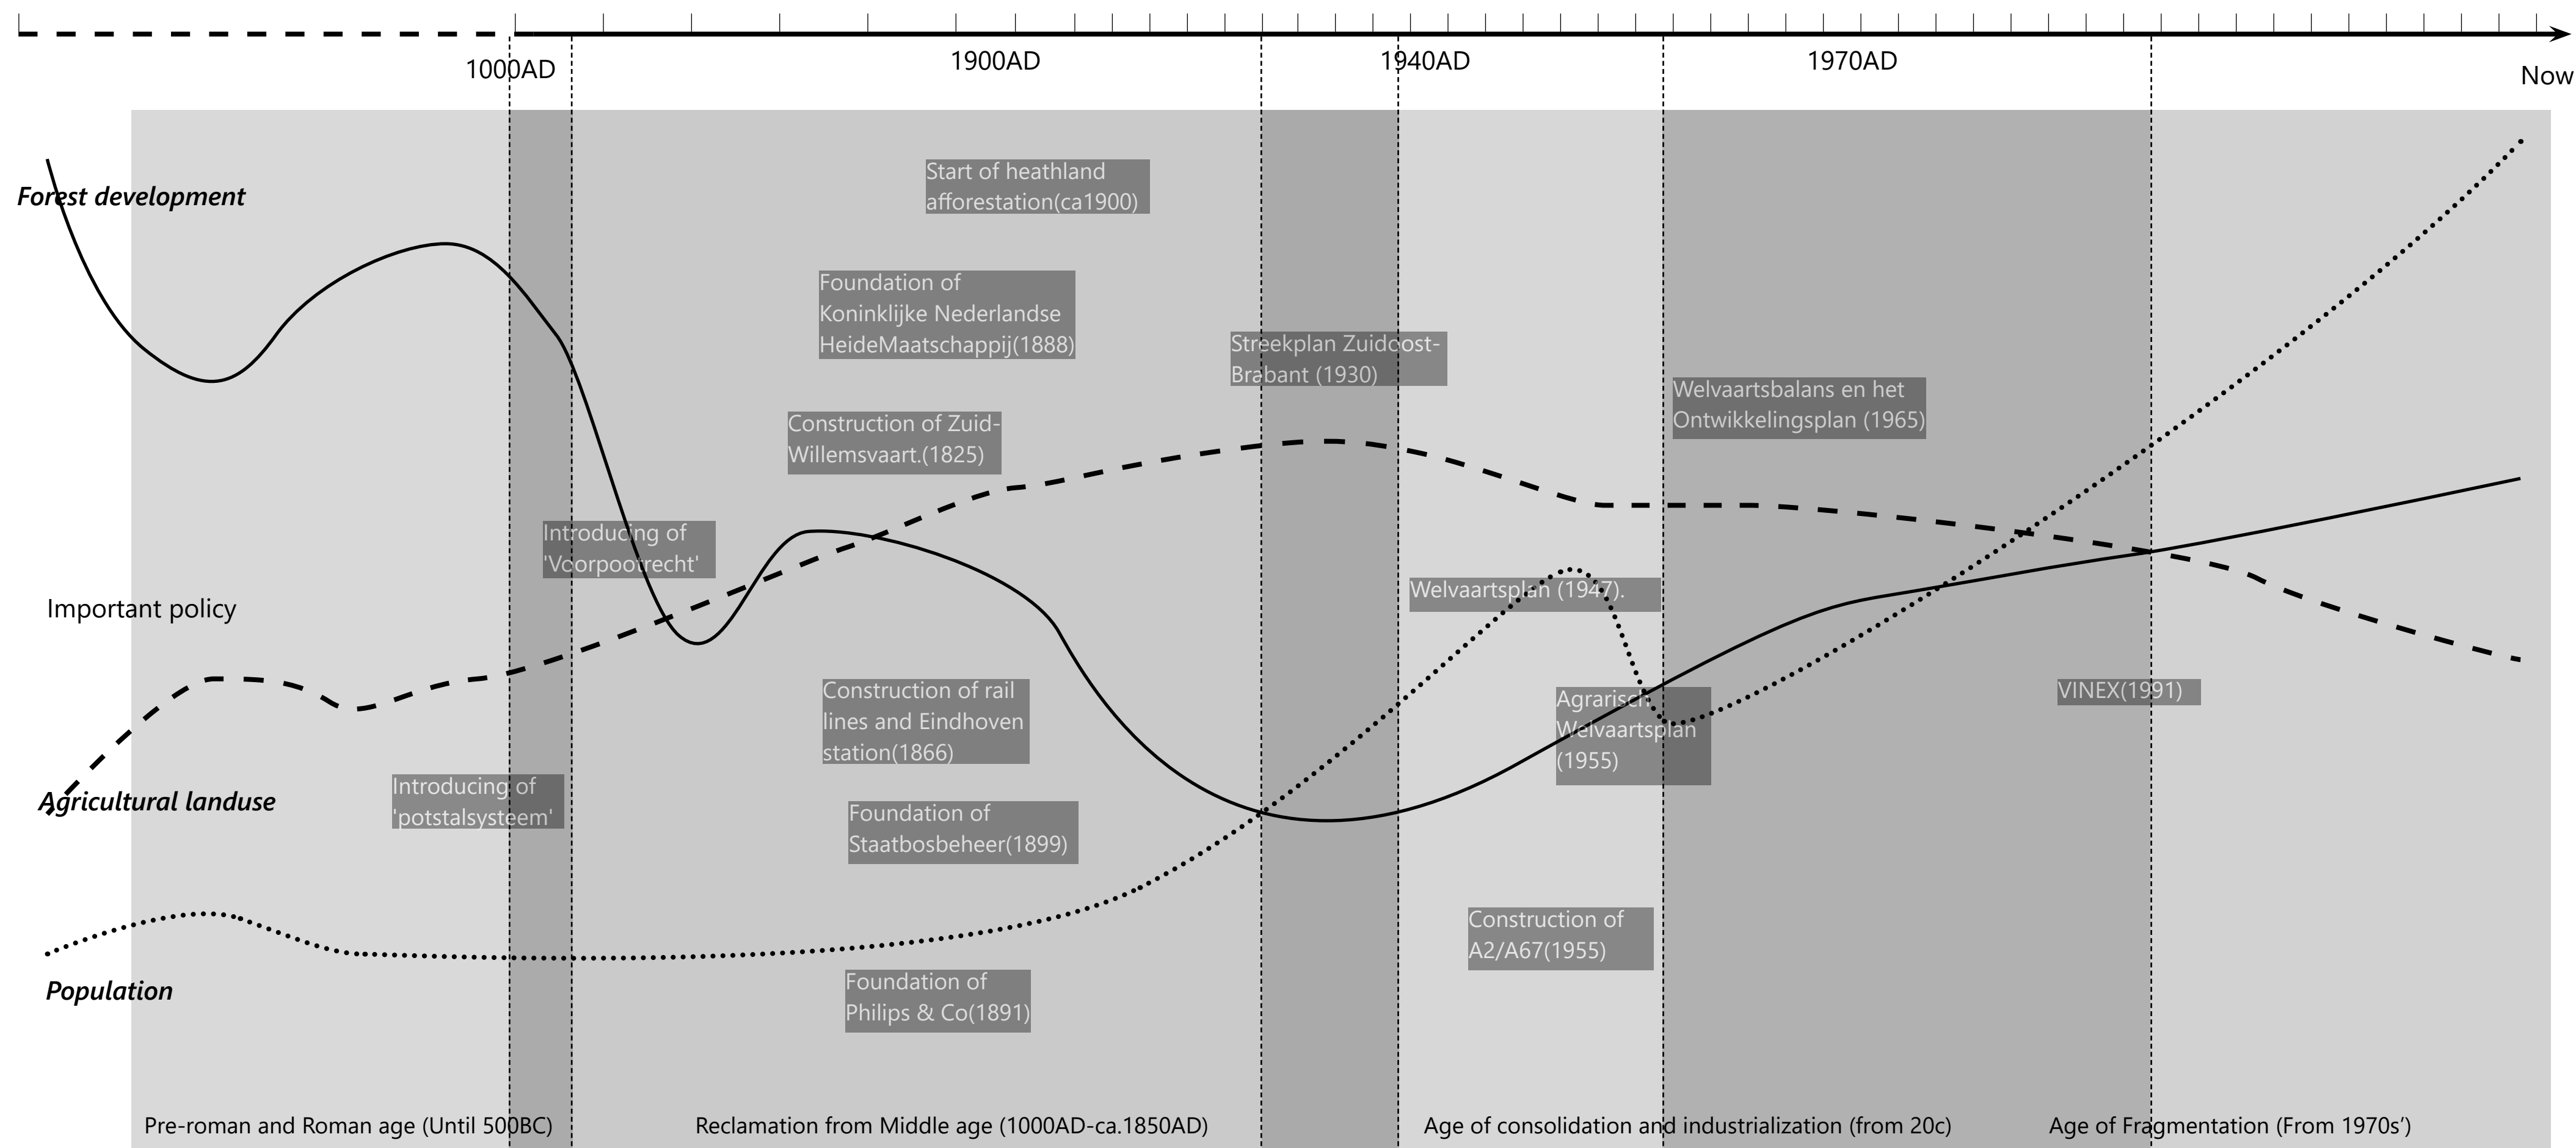 1000AD
1900AD
1940AD
1970AD
Now
Forest development
Start of heathland
afforestation(ca1900)
Foundation of
Koninklijke Nederlandse
HeideMaatschappij(1888)
Streekplan Zuidoost-
Brabant (1930)
Welvaartsbalans en het
Ontwikkelingsplan (1965)
Construction of Zuid-
Willemsvaart.(1825)
Introducing of
'Voorpootrecht'
Welvaartsplan (1947).
Important policy
Construction of rail
lines and Eindhoven
station(1866)
Agrarisch
Welvaartsplan
(1955)
VINEX(1991)
Agricultural landuse
Introducing of
'potstalsysteem'
Foundation of
Staatbosbeheer(1899)
Construction of
A2/A67(1955)
Population
Foundation of
Philips & Co(1891)
Pre-roman and Roman age (Until 500BC)
Reclamation from Middle age (1000AD-ca.1850AD)
Age of consolidation and industrialization (from 20c)
Age of Fragmentation (From 1970s’)